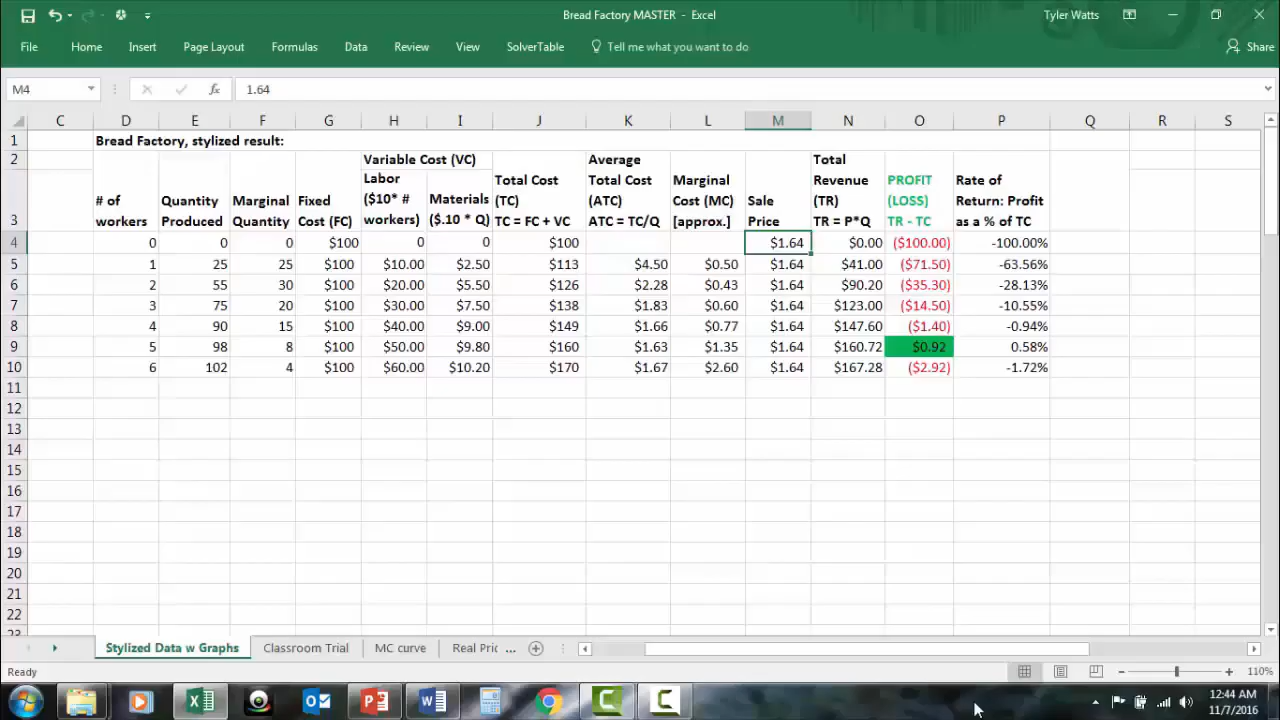 Bread Factory MASTER - Excel
Tyler Watts
File Home Insert Page Layout Formulas Data Review View SolverTable Tell me what you want to do Share
M4 fx 1.64
C D E F G H I J K L M N O P Q R S
1 Bread Factory, stylized result:
2 Variable Cost (VC) Average Total
Labor Total Cost Total Cost Marginal Revenue PROFIT Rate of
# of Quantity Marginal Fixed ($10* # Materials (TC) (ATC) Cost (MC) Sale (TR) (LOSS) Return: Profit
3 workers Produced Quantity Cost (FC) workers) ($.10 * Q) TC = FC + VC ATC = TC/Q [approx.] Price TR = P*Q TR - TC as a % of TC
4 0 0 0 $100 0 0 $100 $1.64 $0.00 ($100.00) -100.00%
5 1 25 25 $100 $10.00 $2.50 $113 $4.50 $0.50 $1.64 $41.00 ($71.50) -63.56%
6 2 55 30 $100 $20.00 $5.50 $126 $2.28 $0.43 $1.64 $90.20 ($35.30) -28.13%
7 3 75 20 $100 $30.00 $7.50 $138 $1.83 $0.60 $1.64 $123.00 ($14.50) -10.55%
8 4 90 15 $100 $40.00 $9.00 $149 $1.66 $0.77 $1.64 $147.60 ($1.40) -0.94%
9 5 98 8 $100 $50.00 $9.80 $160 $1.63 $1.35 $1.64 $160.72 $0.92 0.58%
10 6 102 4 $100 $60.00 $10.20 $170 $1.67 $2.60 $1.64 $167.28 ($2.92) -1.72%
11
12
13
14
15
16
17
18
19
20
21
22
Stylized Data w Graphs Classroom Trial MC curve Real Pric ...
Ready 110%
12:44 AM
11/7/2016